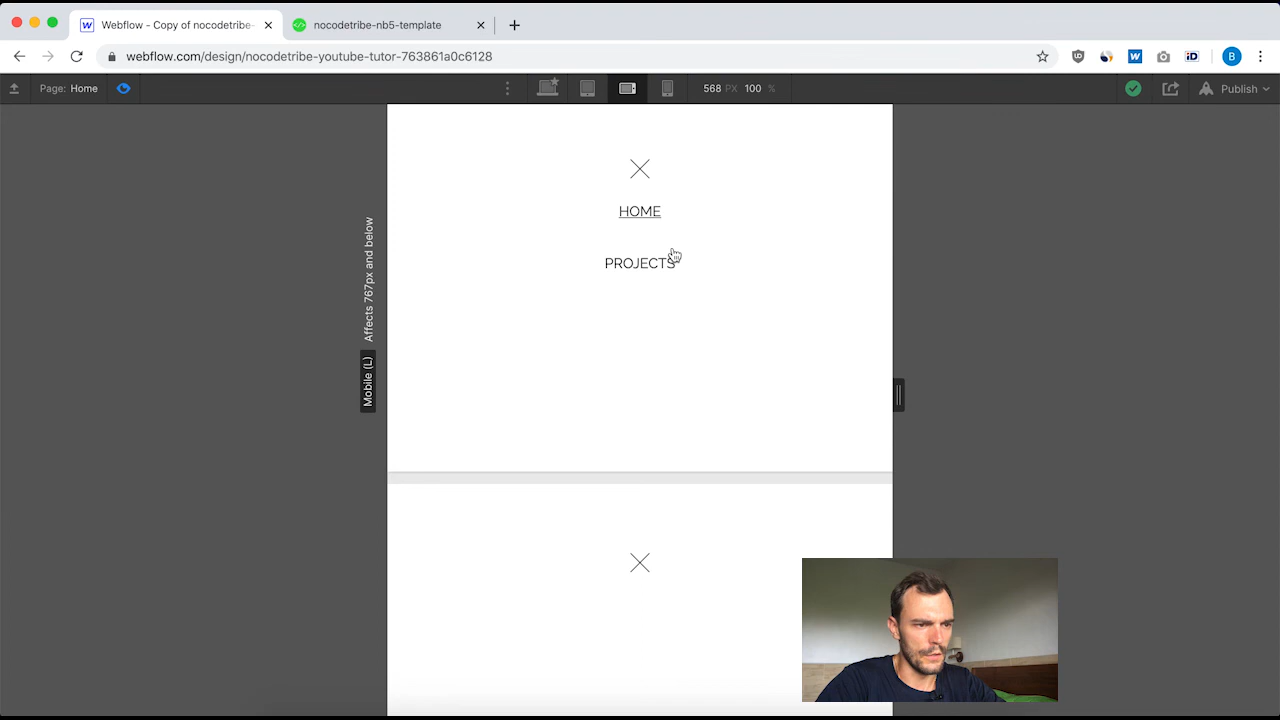 Webflow - Copy of nocodetribe-
nocodetribe-nb5-template
webflow.com/design/nocodetribe-youtube-tutor-763861a0c6128
B
Page: Home
568 PX 100 %
Publish
HOME
PROJECTS
Affects 767px and below
Mobile (L)